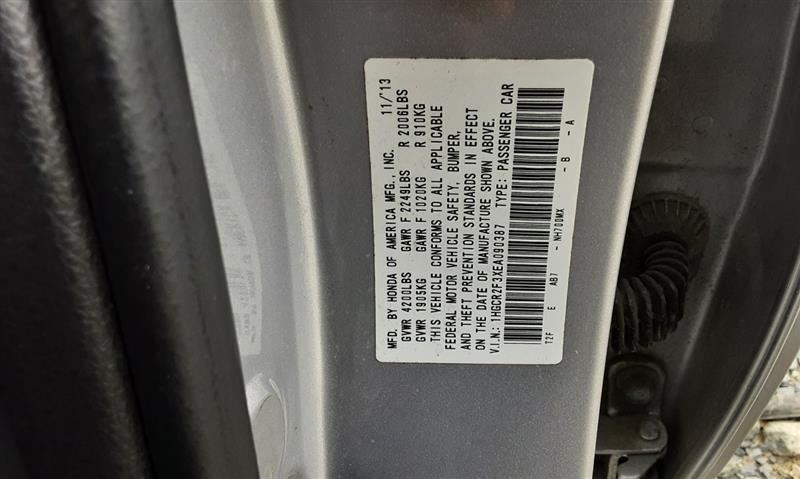 MFD. BY HONDA OF AMERICA MFG., INC. 11/'13
GVWR 4200LBS GAWR F 2249LBS R 2006LBS
GVWR 1905KG GAWR F 1020KG R 910KG
THIS VEHICLE CONFORMS TO ALL APPLICABLE
FEDERAL MOTOR VEHICLE SAFETY, BUMPER,
AND THEFT PREVENTION STANDARDS IN EFFECT
ON THE DATE OF MANUFACTURE SHOWN ABOVE.
V.I.N.: 1HGCR2F3XEA090387 TYPE: PASSENGER CAR
T2F E AB7 - NH700MX - B - A